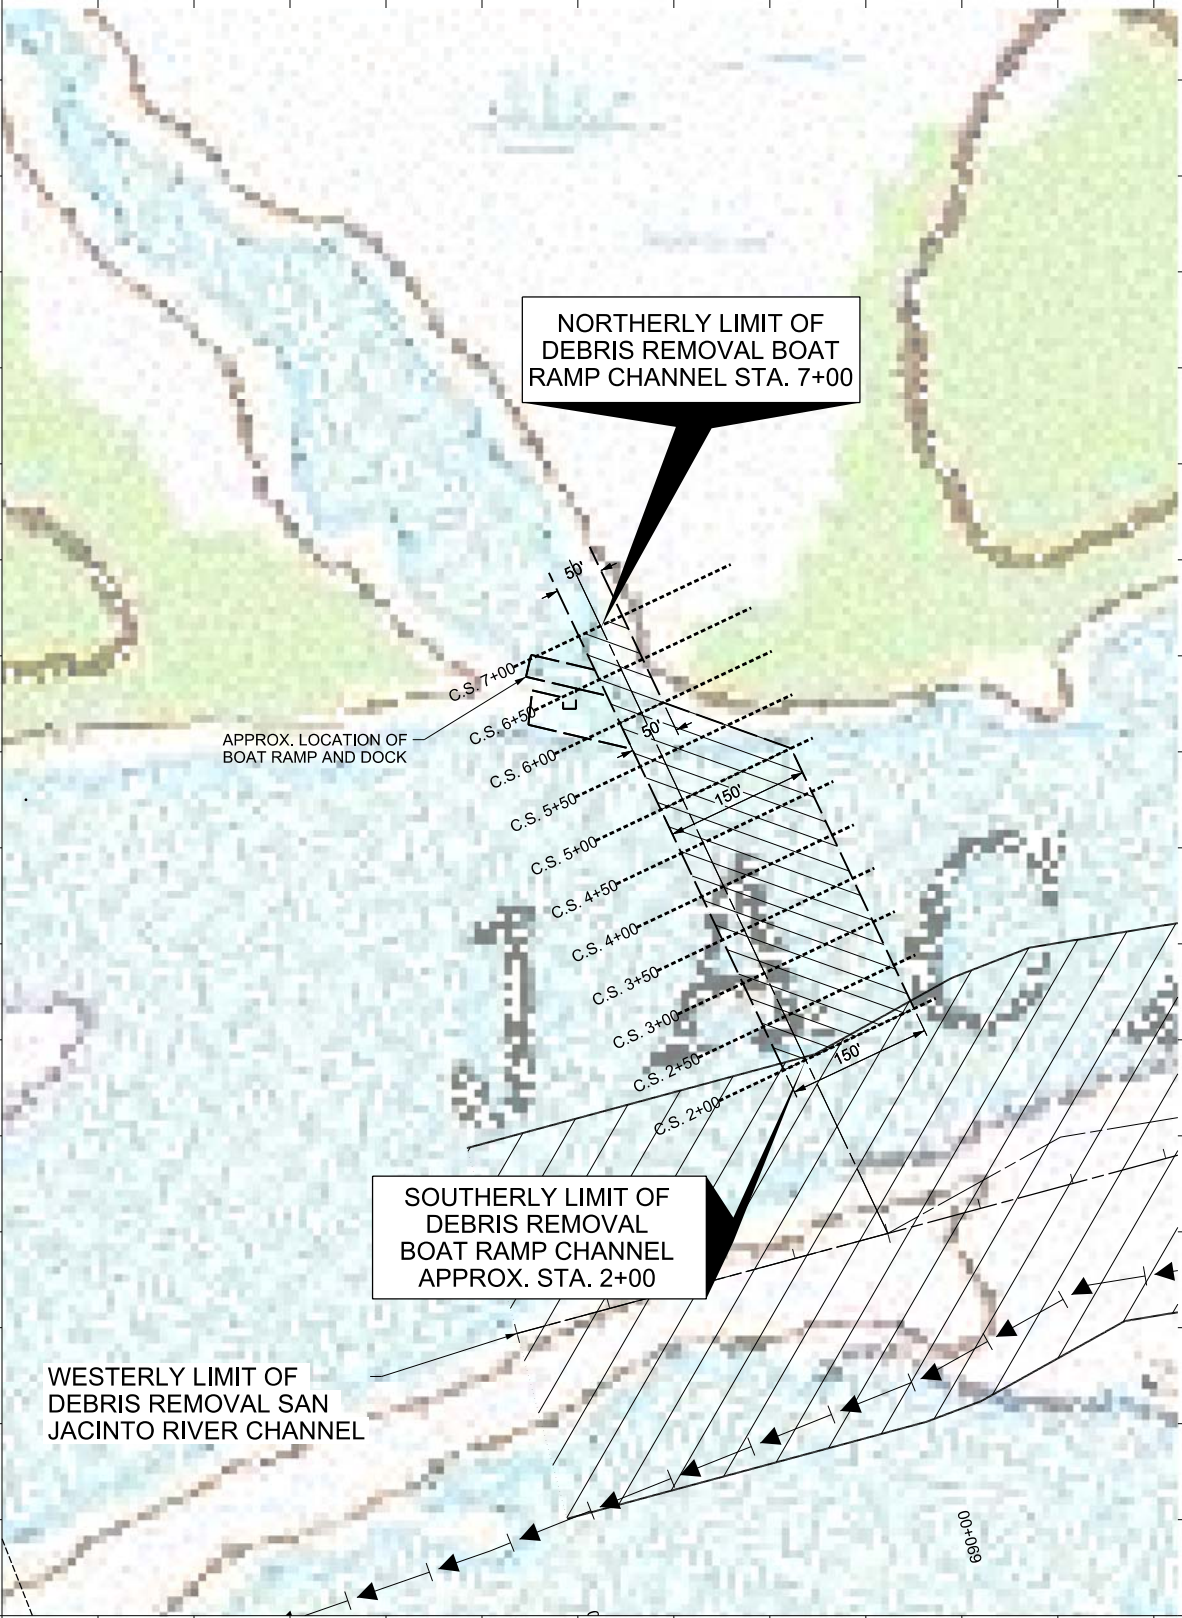 NORTHERLY LIMIT OF
DEBRIS REMOVAL BOAT
RAMP CHANNEL STA. 7+00
50'
C.S. 7+00
C.S. 6+50
50'
APPROX. LOCATION OF
BOAT RAMP AND DOCK
C.S. 6+00
C.S. 5+50
150'
C.S. 5+00
C.S. 4+50
C.S. 4+00
C.S. 3+50
C.S. 3+00
C.S. 2+50
150'
C.S. 2+00
SOUTHERLY LIMIT OF
DEBRIS REMOVAL
BOAT RAMP CHANNEL
APPROX. STA. 2+00
WESTERLY LIMIT OF
DEBRIS REMOVAL SAN
JACINTO RIVER CHANNEL
690+00